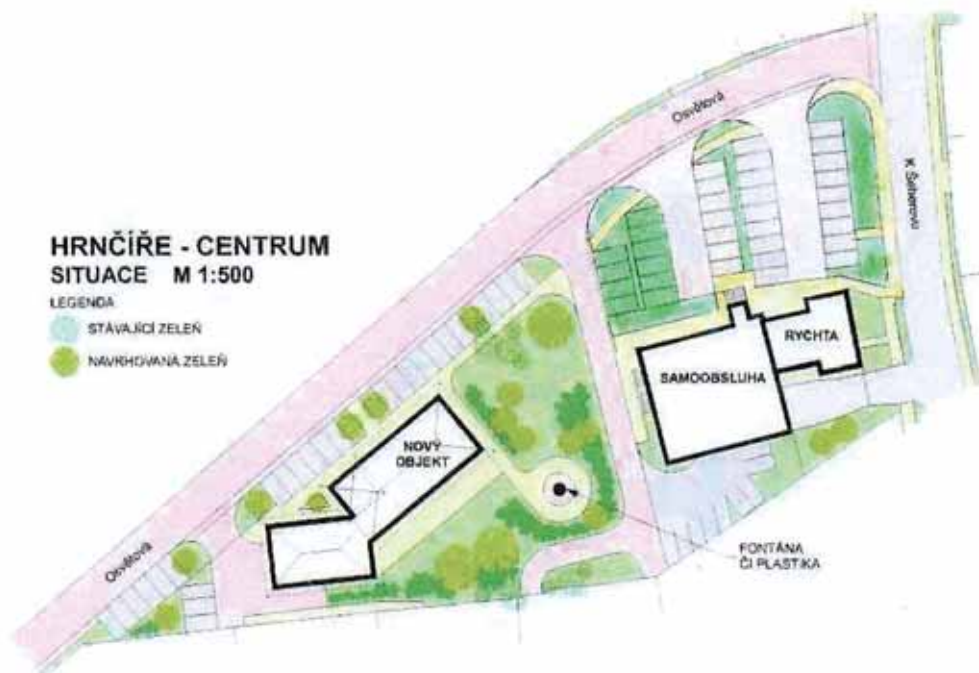 HRNČÍŘE - CENTRUM
SITUACE M 1:500
LEGENDA
STÁVAJÍCÍ ZELEŇ
NAVRHOVANÁ ZELEŇ
Osvětová
K Šeberovu
RYCHTA
SAMOOBSLUHA
NOVÝ
OBJEKT
Osvětová
FONTÁNA
ČI PLASTIKA